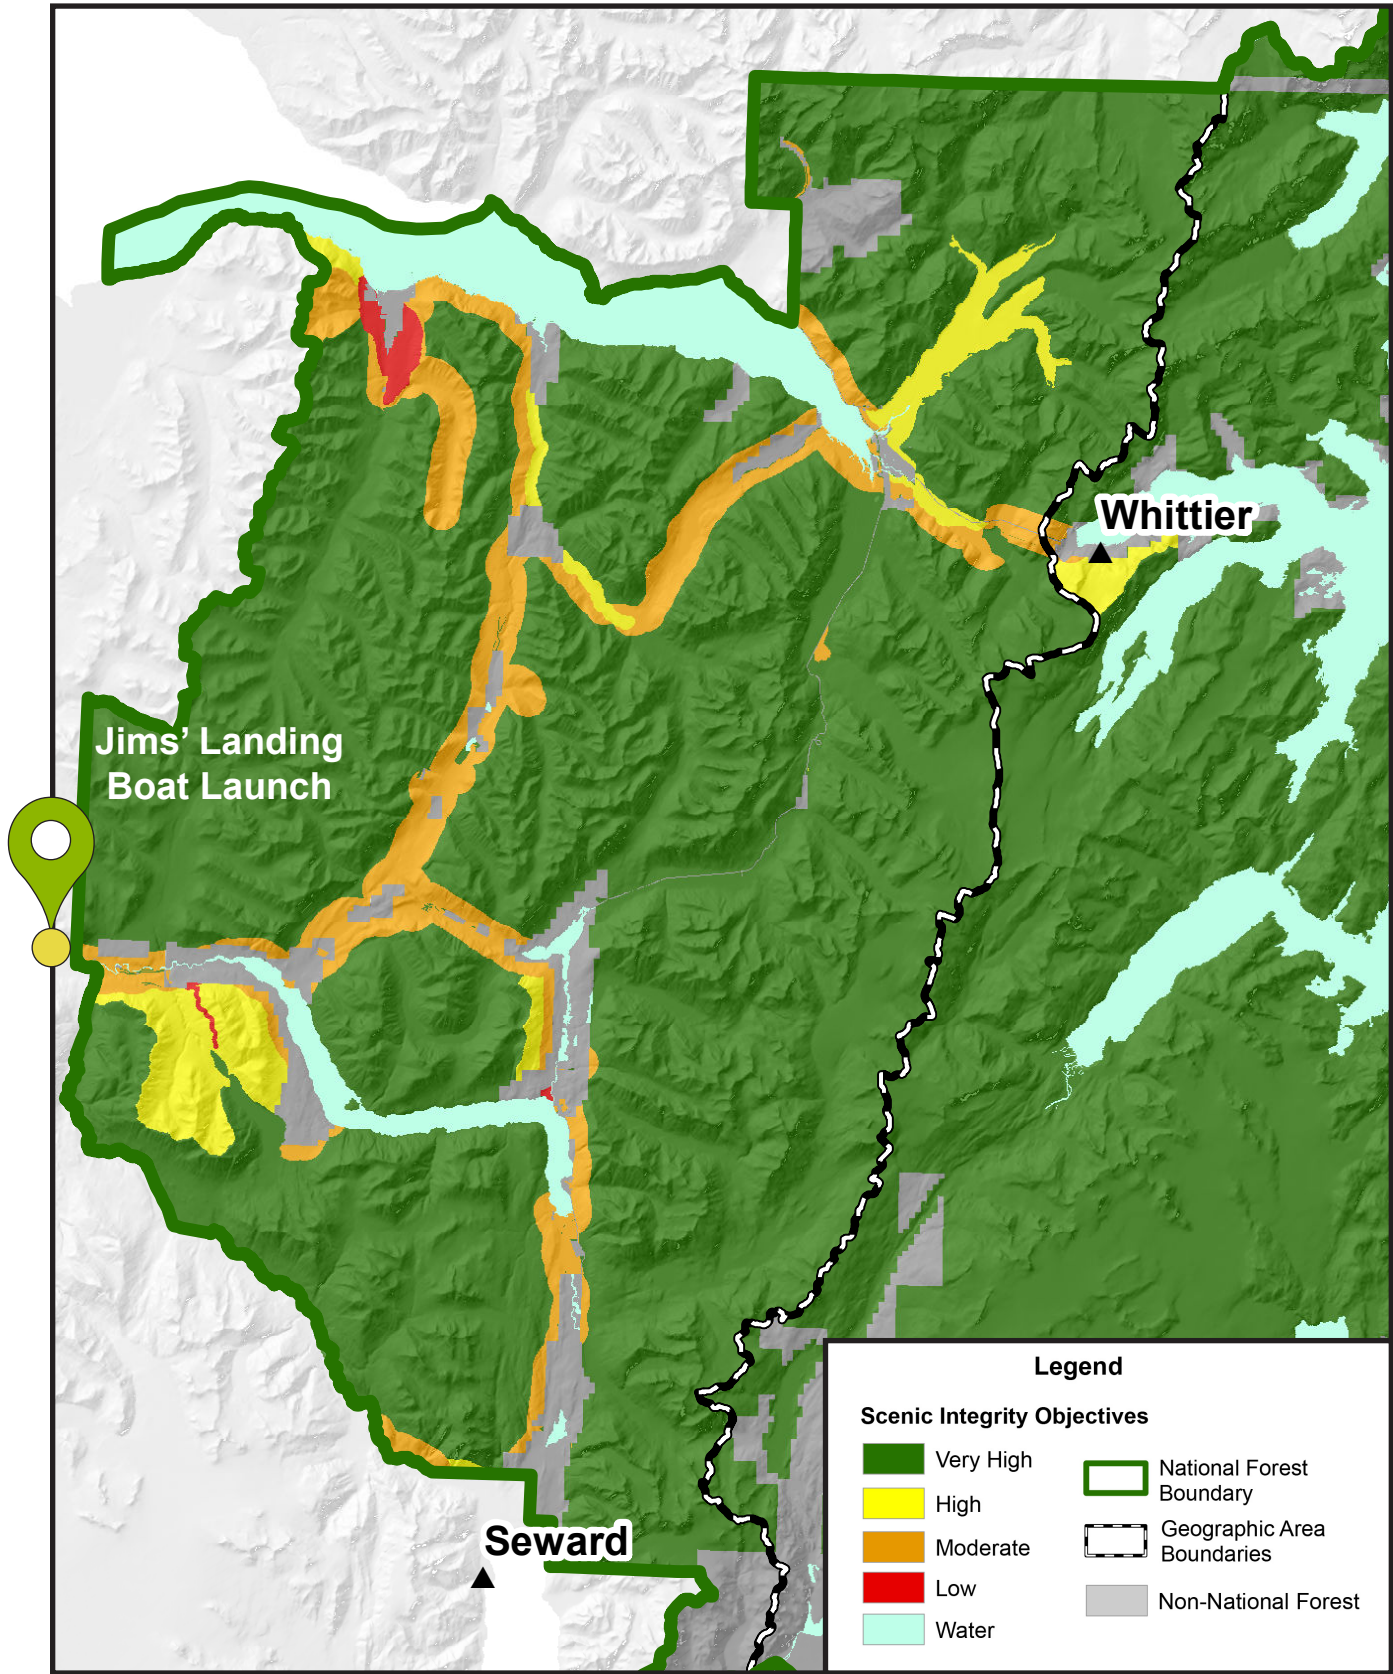 Whittier
Jims’ Landing
Boat Launch
Seward
Legend
Scenic Integrity Objectives
Very High
High
Moderate
Low
Water
National Forest
Boundary
Geographic Area
Boundaries
Non-National Forest